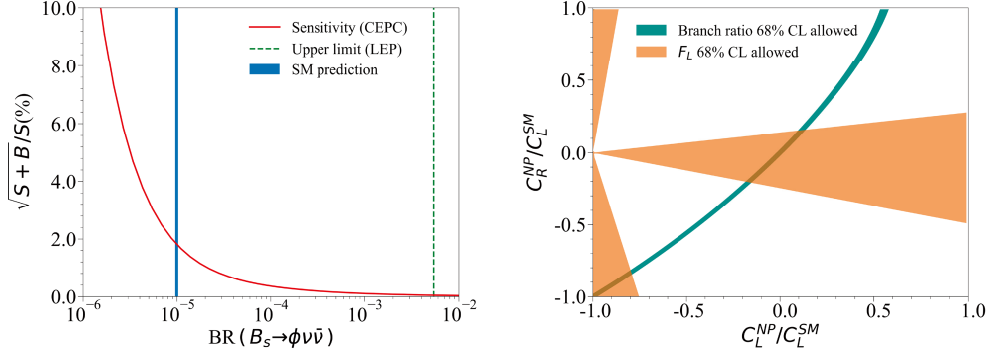 10.0
8.0
6.0
4.0
2.0
0.0
√S + B/S(%)
10⁻⁶
10⁻⁵
10⁻⁴
10⁻³
10⁻²
BR (Bₛ→ϕνν̄)
Sensitivity (CEPC)
Upper limit (LEP)
SM prediction
1.0
0.5
0.0
-0.5
-1.0
C_R^{NP}/C_L^{SM}
-1.0
-0.5
0.0
0.5
1.0
C_L^{NP}/C_L^{SM}
Branch ratio 68% CL allowed
F_L 68% CL allowed